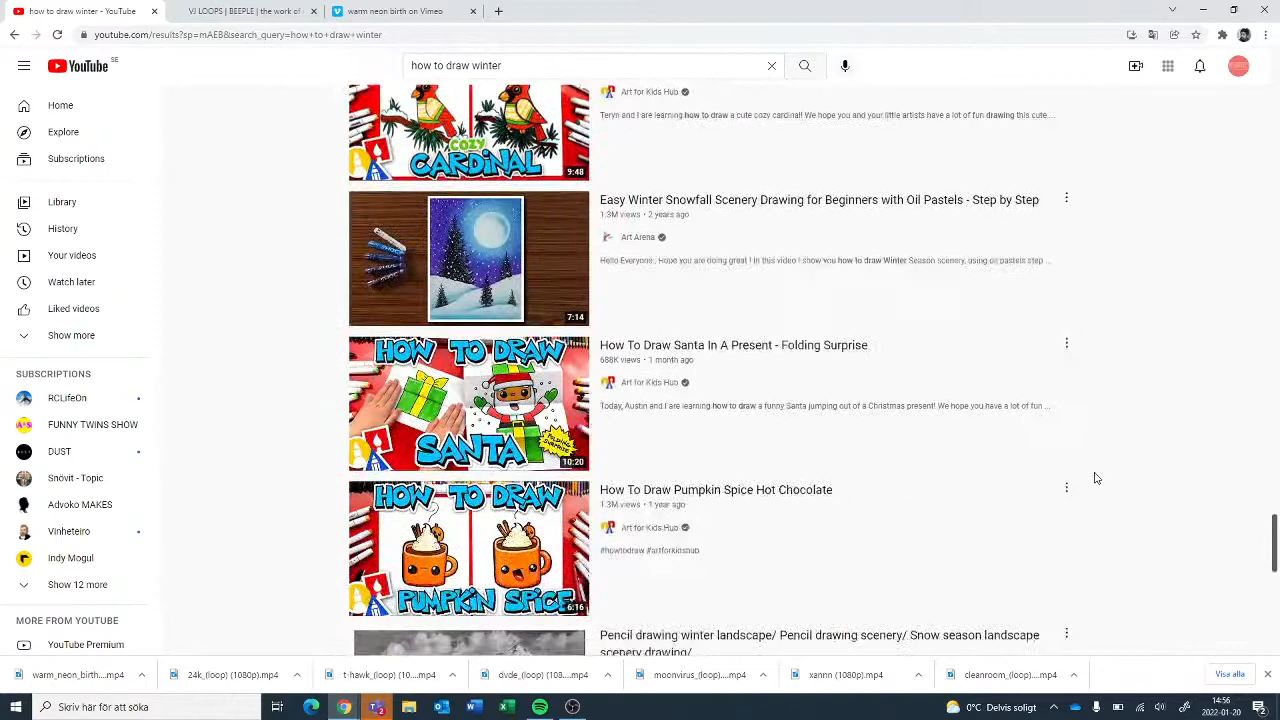 how to draw winter - YouTube
VJ LOOPS | BEEPLE | the work of
warm neon birth on Vimeo
youtube.com/results?sp=mAEB&search_query=how+to+draw+winter
YouTube SE
how to draw winter
Home
Explore
Subscriptions
Library
History
Your videos
Watch later
Liked videos
Show more
SUBSCRIPTIONS
RCLifeOn
FUNNY TWINS SHOW
DUST
Snövit - Topic
Advoko MAKES
Vinheteiro
Indy Mogul
Show 12 more
MORE FROM YOUTUBE
YouTube Premium
COZY
CARDINAL
9:48
Art for Kids Hub
Teryn and I are learning how to draw a cute cozy cardinal! We hope you and your little artists have a lot of fun drawing this cute....
7:14
Easy Winter Snowfall Scenery Drawing for Beginners with Oil Pastels - Step by Step
1.3M views • 2 years ago
Art Arena
Hello Everyone.. Hope you are doing great ! In this video I show you how to draw Winter Season scenery, using oil pastels step ...
HOW TO DRAW
FOLDING
SURPRISE
SANTA
10:20
How To Draw Santa In A Present - Folding Surprise
688K views • 1 month ago
Art for Kids Hub
Today, Austin and I are learning how to draw a funny Santa jumping out of a Christmas present! We hope you have a lot of fun ...
HOW TO DRAW
PUMPKIN SPICE
6:16
How To Draw Pumpkin Spice Hot Chocolate
1.3M views • 1 year ago
Art for Kids Hub
#howtodraw #artforkidshub
Pencil drawing winter landscape/ Pencil drawing scenery/ Snow season landscape
scenery drawing/
warm_neon_birth....mp4
24k_(loop) (1080p).mp4
t-hawk_(loop) (10....mp4
dvde_(loop) (108....mp4
moonvirus_(loop)....mp4
xannn (1080p).mp4
cleanroom_(loop)....mp4
Visa alla
Skriv här för att söka
2
0°C Delvis soligt
14:56
2022-01-20
2